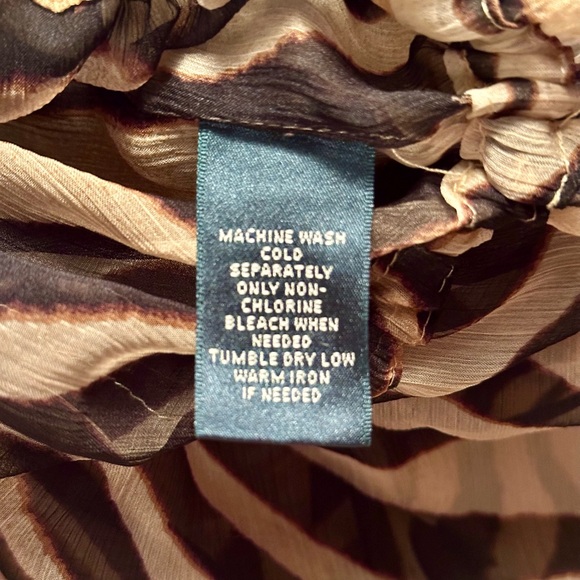 MACHINE WASH
COLD
SEPARATELY
ONLY NON-
CHLORINE
BLEACH WHEN
NEEDED
TUMBLE DRY LOW
WARM IRON
IF NEEDED